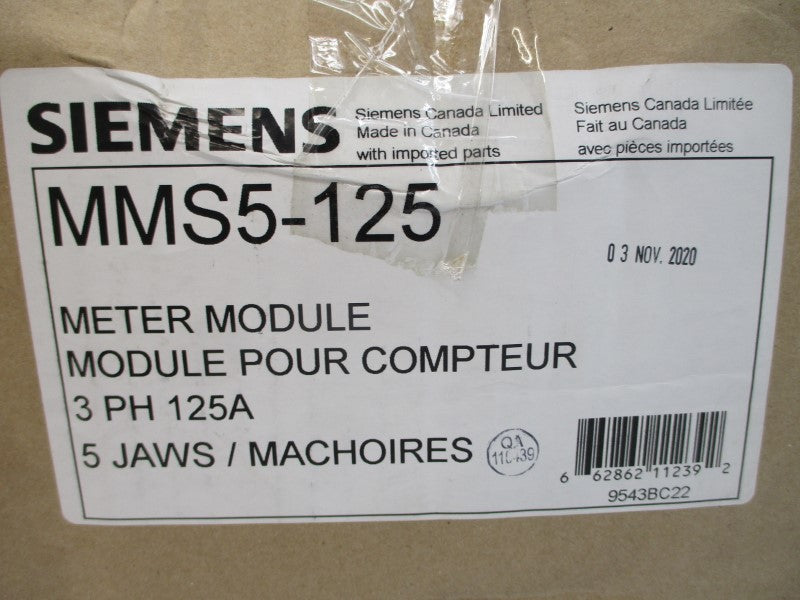 SIEMENS
Siemens Canada Limited
Made in Canada
with imported parts
Siemens Canada Limitée
Fait au Canada
avec pièces importées
MMS5-125
03 NOV. 2020
METER MODULE
MODULE POUR COMPTEUR
3 PH 125A
5 JAWS / MACHOIRES
QA
6 62862 11239 2
9543BC22